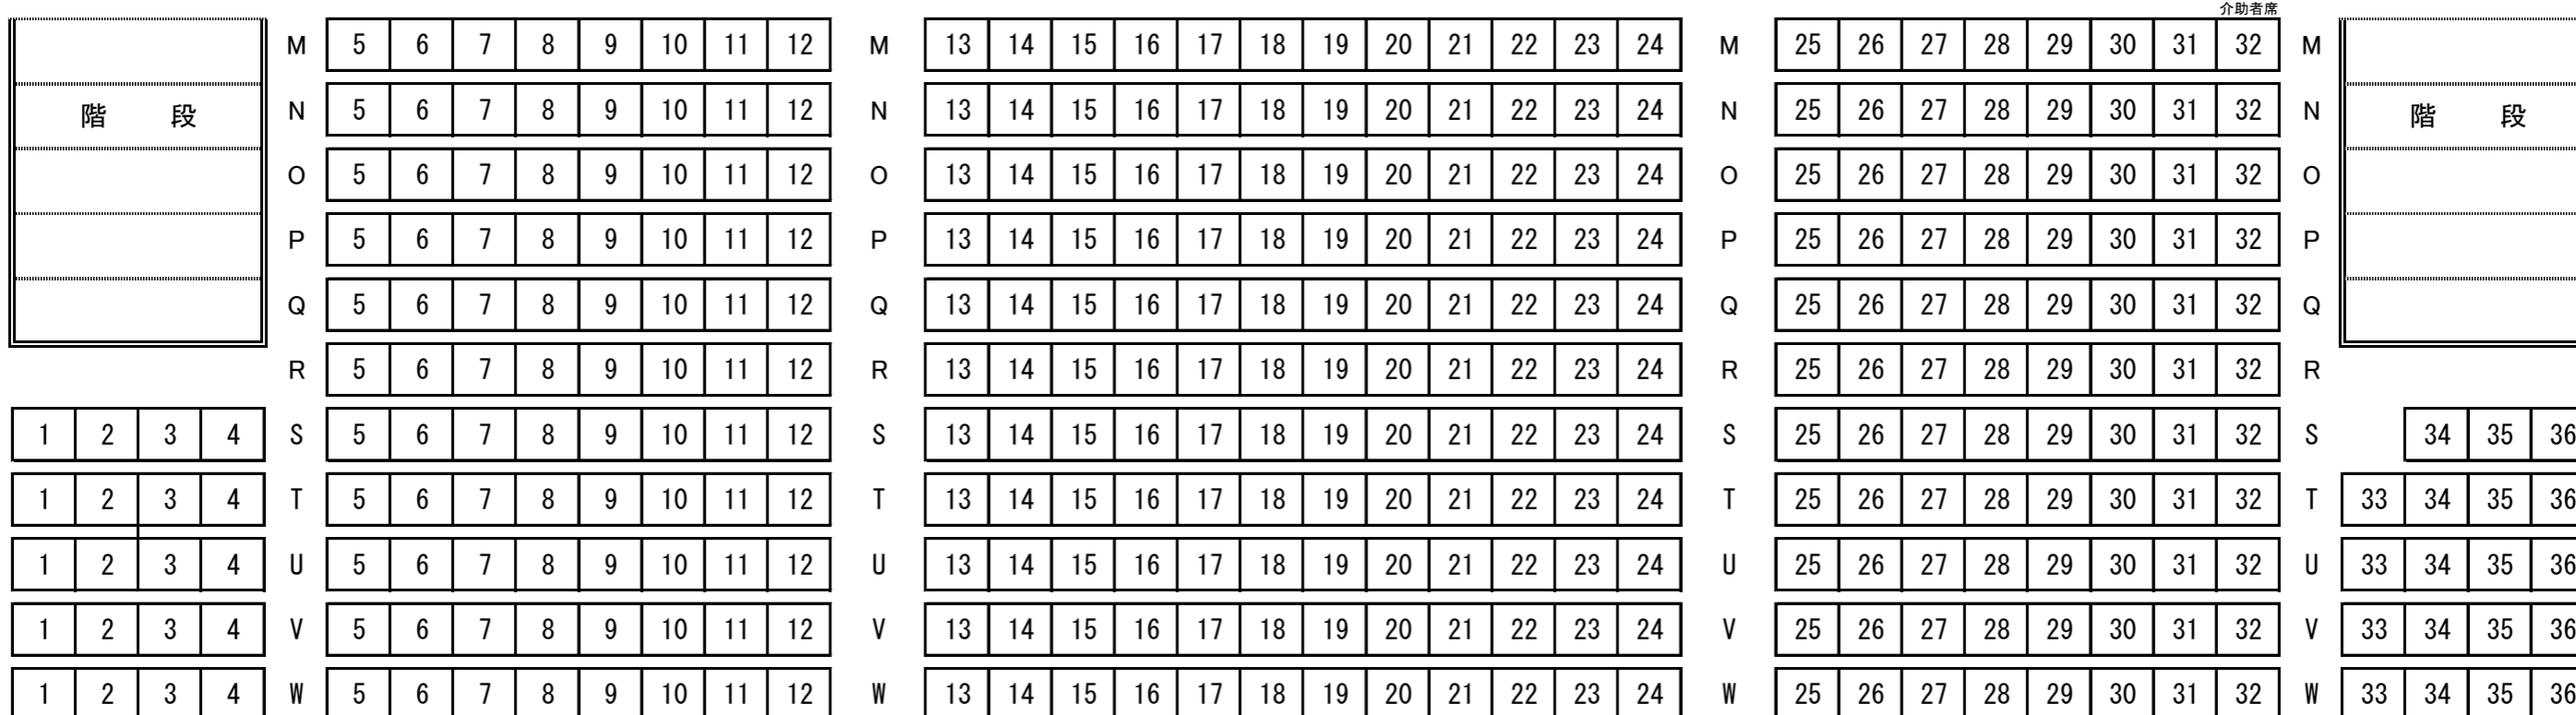 介助者席
M 5 6 7 8 9 10 11 12 M 13 14 15 16 17 18 19 20 21 22 23 24 M 25 26 27 28 29 30 31 32 M
階 段 N 5 6 7 8 9 10 11 12 N 13 14 15 16 17 18 19 20 21 22 23 24 N 25 26 27 28 29 30 31 32 N 階 段
O 5 6 7 8 9 10 11 12 O 13 14 15 16 17 18 19 20 21 22 23 24 O 25 26 27 28 29 30 31 32 O
P 5 6 7 8 9 10 11 12 P 13 14 15 16 17 18 19 20 21 22 23 24 P 25 26 27 28 29 30 31 32 P
Q 5 6 7 8 9 10 11 12 Q 13 14 15 16 17 18 19 20 21 22 23 24 Q 25 26 27 28 29 30 31 32 Q
R 5 6 7 8 9 10 11 12 R 13 14 15 16 17 18 19 20 21 22 23 24 R 25 26 27 28 29 30 31 32 R
1 2 3 4 S 5 6 7 8 9 10 11 12 S 13 14 15 16 17 18 19 20 21 22 23 24 S 25 26 27 28 29 30 31 32 S 34 35 36
1 2 3 4 T 5 6 7 8 9 10 11 12 T 13 14 15 16 17 18 19 20 21 22 23 24 T 25 26 27 28 29 30 31 32 T 33 34 35 36
1 2 3 4 U 5 6 7 8 9 10 11 12 U 13 14 15 16 17 18 19 20 21 22 23 24 U 25 26 27 28 29 30 31 32 U 33 34 35 36
1 2 3 4 V 5 6 7 8 9 10 11 12 V 13 14 15 16 17 18 19 20 21 22 23 24 V 25 26 27 28 29 30 31 32 V 33 34 35 36
1 2 3 4 W 5 6 7 8 9 10 11 12 W 13 14 15 16 17 18 19 20 21 22 23 24 W 25 26 27 28 29 30 31 32 W 33 34 35 36